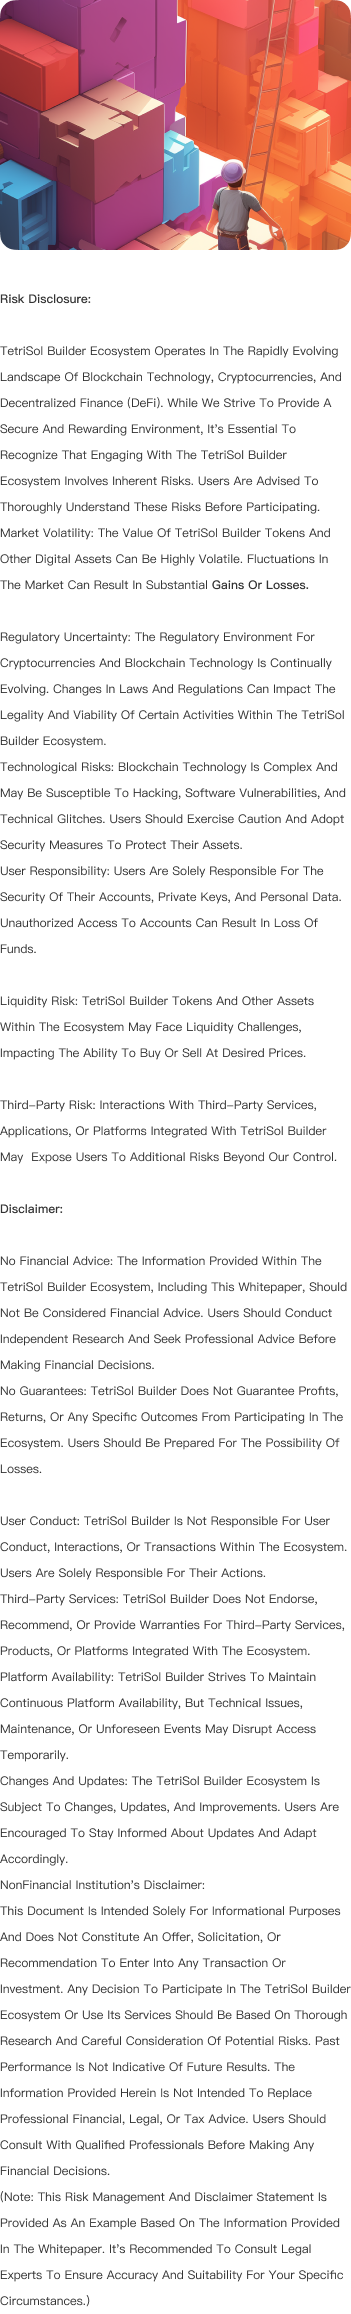 Risk Disclosure:
TetriSol Builder Ecosystem Operates In The Rapidly Evolving
Landscape Of Blockchain Technology, Cryptocurrencies, And
Decentralized Finance (DeFi). While We Strive To Provide A
Secure And Rewarding Environment, It's Essential To
Recognize That Engaging With The TetriSol Builder
Ecosystem Involves Inherent Risks. Users Are Advised To
Thoroughly Understand These Risks Before Participating.
Market Volatility: The Value Of TetriSol Builder Tokens And
Other Digital Assets Can Be Highly Volatile. Fluctuations In
The Market Can Result In Substantial Gains Or Losses.
Regulatory Uncertainty: The Regulatory Environment For
Cryptocurrencies And Blockchain Technology Is Continually
Evolving. Changes In Laws And Regulations Can Impact The
Legality And Viability Of Certain Activities Within The TetriSol
Builder Ecosystem.
Technological Risks: Blockchain Technology Is Complex And
May Be Susceptible To Hacking, Software Vulnerabilities, And
Technical Glitches. Users Should Exercise Caution And Adopt
Security Measures To Protect Their Assets.
User Responsibility: Users Are Solely Responsible For The
Security Of Their Accounts, Private Keys, And Personal Data.
Unauthorized Access To Accounts Can Result In Loss Of
Funds.
Liquidity Risk: TetriSol Builder Tokens And Other Assets
Within The Ecosystem May Face Liquidity Challenges,
Impacting The Ability To Buy Or Sell At Desired Prices.
Third-Party Risk: Interactions With Third-Party Services,
Applications, Or Platforms Integrated With TetriSol Builder
May  Expose Users To Additional Risks Beyond Our Control.
Disclaimer:
No Financial Advice: The Information Provided Within The
TetriSol Builder Ecosystem, Including This Whitepaper, Should
Not Be Considered Financial Advice. Users Should Conduct
Independent Research And Seek Professional Advice Before
Making Financial Decisions.
No Guarantees: TetriSol Builder Does Not Guarantee Profits,
Returns, Or Any Specific Outcomes From Participating In The
Ecosystem. Users Should Be Prepared For The Possibility Of
Losses.
User Conduct: TetriSol Builder Is Not Responsible For User
Conduct, Interactions, Or Transactions Within The Ecosystem.
Users Are Solely Responsible For Their Actions.
Third-Party Services: TetriSol Builder Does Not Endorse,
Recommend, Or Provide Warranties For Third-Party Services,
Products, Or Platforms Integrated With The Ecosystem.
Platform Availability: TetriSol Builder Strives To Maintain
Continuous Platform Availability, But Technical Issues,
Maintenance, Or Unforeseen Events May Disrupt Access
Temporarily.
Changes And Updates: The TetriSol Builder Ecosystem Is
Subject To Changes, Updates, And Improvements. Users Are
Encouraged To Stay Informed About Updates And Adapt
Accordingly.
NonFinancial Institution's Disclaimer:
This Document Is Intended Solely For Informational Purposes
And Does Not Constitute An Offer, Solicitation, Or
Recommendation To Enter Into Any Transaction Or
Investment. Any Decision To Participate In The TetriSol Builder
Ecosystem Or Use Its Services Should Be Based On Thorough
Research And Careful Consideration Of Potential Risks. Past
Performance Is Not Indicative Of Future Results. The
Information Provided Herein Is Not Intended To Replace
Professional Financial, Legal, Or Tax Advice. Users Should
Consult With Qualified Professionals Before Making Any
Financial Decisions.
(Note: This Risk Management And Disclaimer Statement Is
Provided As An Example Based On The Information Provided
In The Whitepaper. It's Recommended To Consult Legal
Experts To Ensure Accuracy And Suitability For Your Specific
Circumstances.)